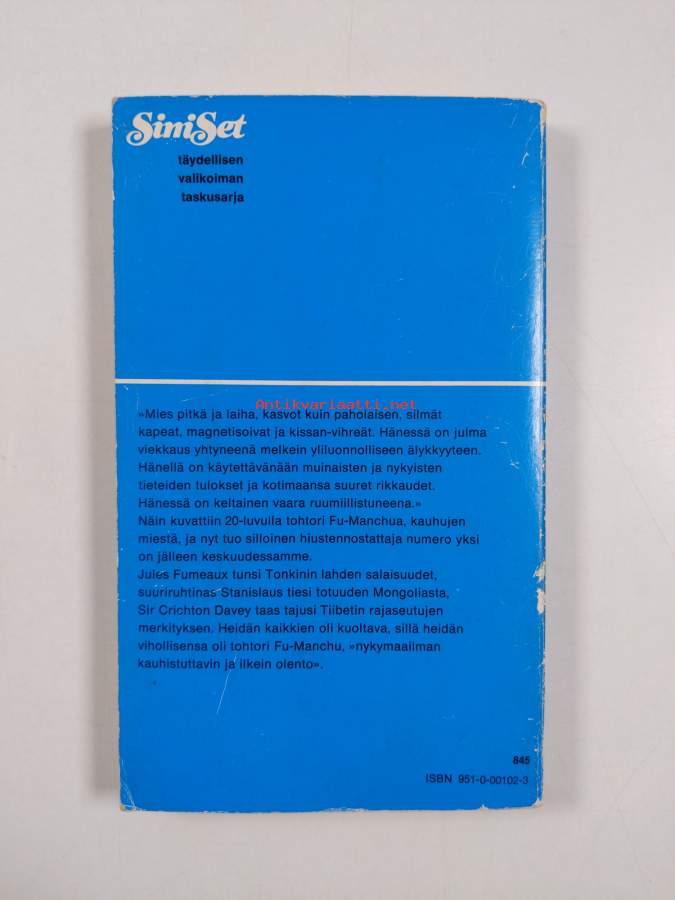 SiniSet
täydellisen
valikoiman
taskusarja
Antikvariaatti.net
»Mies pitkä ja laiha, kasvot kuin paholaisen, silmät
kapeat, magnetisoivat ja kissan-vihreät. Hänessä on julma
viekkaus yhtyneenä melkein yliluonnolliseen älykkyyteen.
Hänellä on käytettävänään muinaisten ja nykyisten
tieteiden tulokset ja kotimaansa suuret rikkaudet.
Hänessä on keltainen vaara ruumiillistuneena.»
Näin kuvattiin 20-luvulla tohtori Fu-Manchua, kauhujen
miestä, ja nyt tuo silloinen hiustennostattaja numero yksi
on jälleen keskuudessamme.
Jules Fumeaux tunsi Tonkinin lahden salaisuudet,
suuriruhtinas Stanislaus tiesi totuuden Mongoliasta,
Sir Crichton Davey taas tajusi Tiibetin rajaseutujen
merkityksen. Heidän kaikkien oli kuoltava, sillä heidän
vihollisensa oli tohtori Fu-Manchu, »nykymaailman
kauhistuttavin ja ilkein olento».
845
ISBN 951-0-00102-3